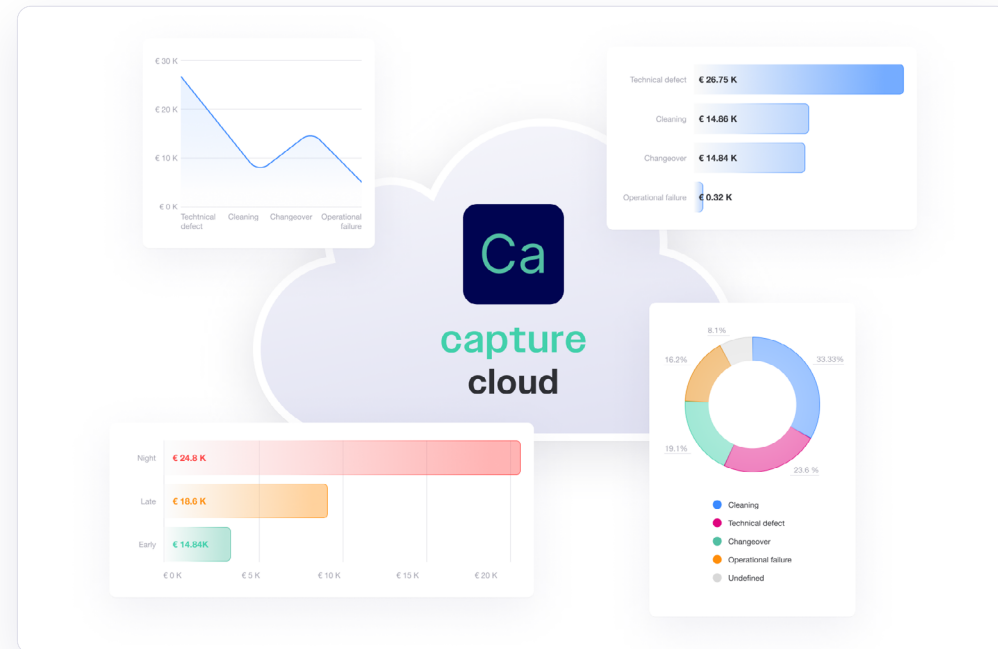 € 30 K
€ 20 K
€ 10 K
€ 0 K
Techtnical Cleaning Changeover Operational
defect failure
Technical defect € 26.75 K
Cleaning € 14.86 K
Changeover € 14.84 K
Operational failure € 0.32 K
Ca
capture
cloud
Night € 24.8 K
Late € 18.6 K
Early € 14.84K
€ 0 K € 5 K € 10 K € 15 K € 20 K
8.1%
16.2% 33.33%
19.1%
23.6 %
Cleaning
Technical defect
Changeover
Operational failure
Undefined